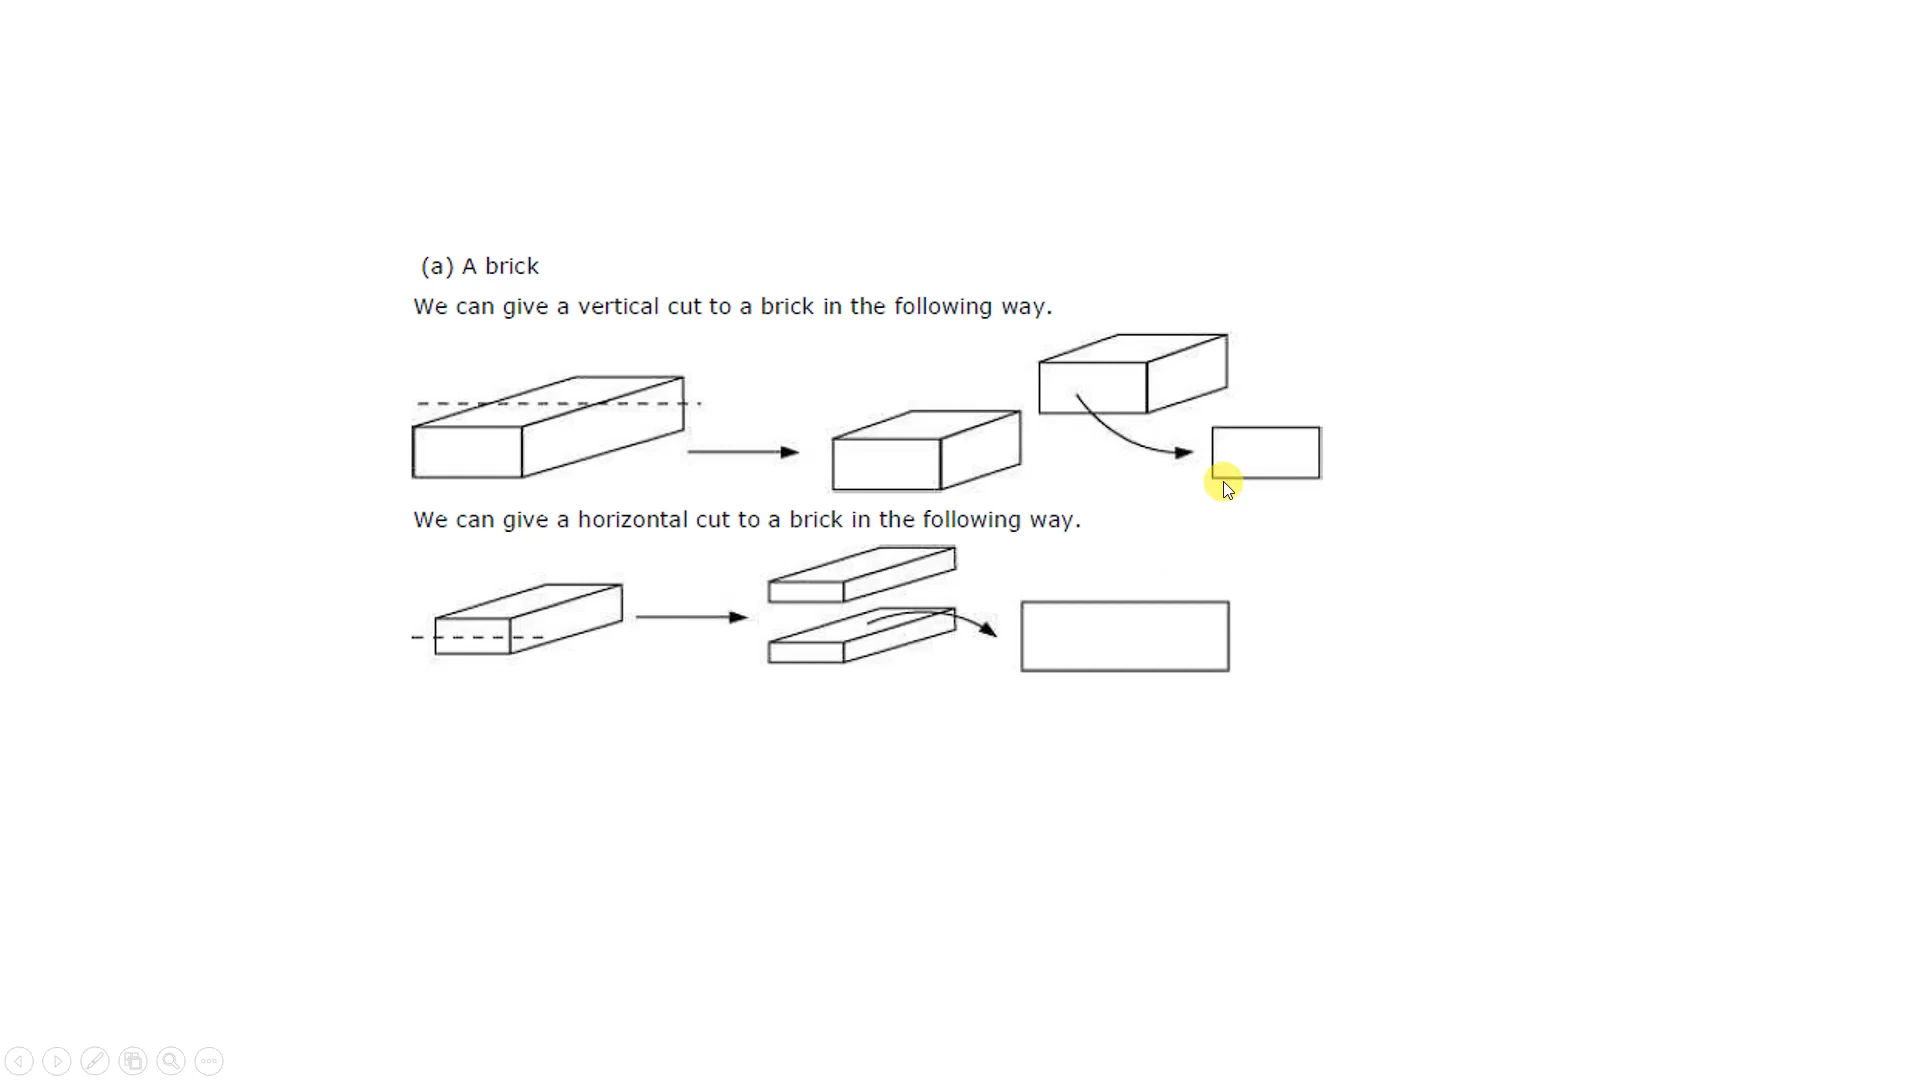 (a) A brick
We can give a vertical cut to a brick in the following way.
We can give a horizontal cut to a brick in the following way.